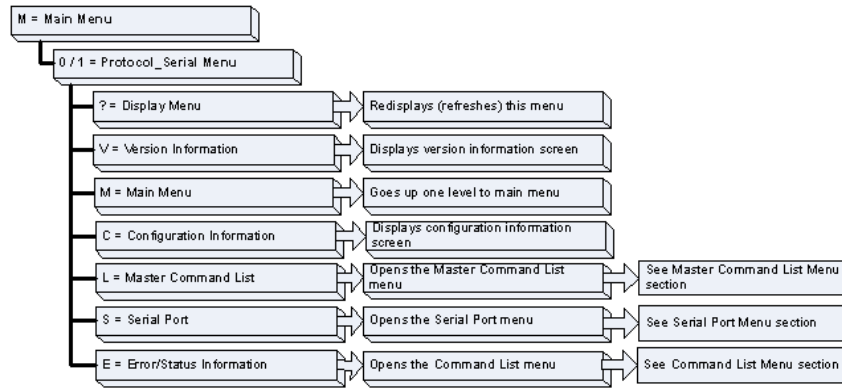 M = Main Menu
0 / 1 = Protocol_Serial Menu
? = Display Menu
Redisplays (refreshes) this menu
V = Version Information
Displays version information screen
M = Main Menu
Goes up one level to main menu
C = Configuration Information
Displays configuration information
screen
L = Master Command List
Opens the Master Command List
menu
See Master Command List Menu
section
S = Serial Port
Opens the Serial Port menu
See Serial Port Menu section
E = Error/Status Information
Opens the Command List menu
See Command List Menu section